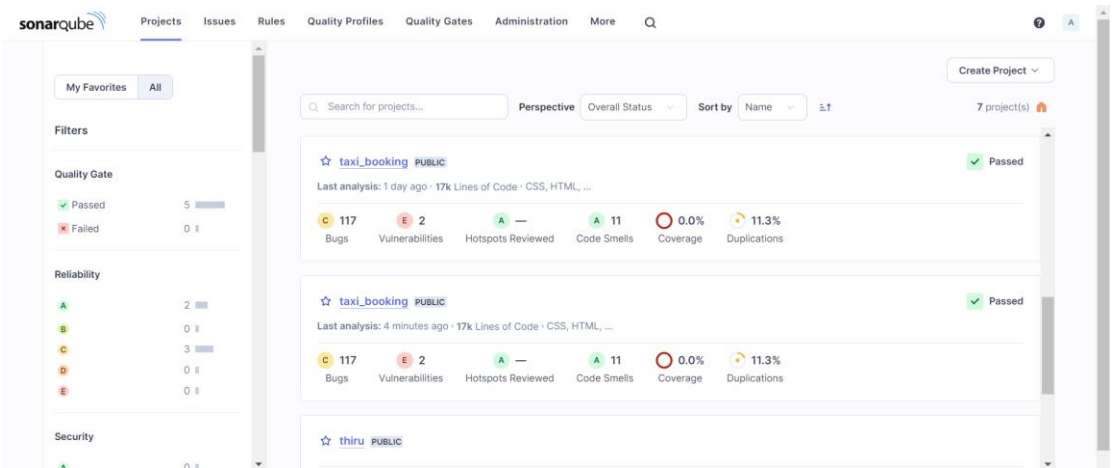 sonarqube Projects Issues Rules Quality Profiles Quality Gates Administration More ? A
Create Project
My Favorites All
Search for projects... Perspective Overall Status Sort by Name 7 project(s)
Filters
Quality Gate
Passed 5
Failed 0
Reliability
A 2
B 0
C 3
D 0
E 0
Security
A 0
taxi_booking PUBLIC Passed
Last analysis: 1 day ago · 17k Lines of Code · CSS, HTML, ...
C 117 E 2 A — A 11 0.0% 11.3%
Bugs Vulnerabilities Hotspots Reviewed Code Smells Coverage Duplications
taxi_booking PUBLIC Passed
Last analysis: 4 minutes ago · 17k Lines of Code · CSS, HTML, ...
C 117 E 2 A — A 11 0.0% 11.3%
Bugs Vulnerabilities Hotspots Reviewed Code Smells Coverage Duplications
thiru PUBLIC